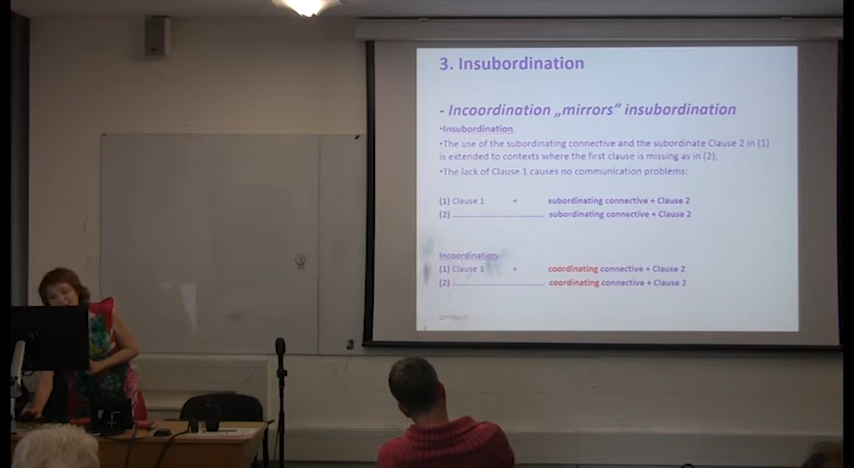 3. Insubordination
- Incoordination „mirrors“ insubordination
•Insubordination:
•The use of the subordinating connective and the subordinate Clause 2 in (1)
is extended to contexts where the first clause is missing as in (2);
•The lack of Clause 1 causes no communication problems:
(1) Clause 1 + subordinating connective + Clause 2
(2) ............................ subordinating connective + Clause 2
Incoordination:
(1) Clause 1 + coordinating connective + Clause 2
(2) ............................ coordinating connective + Clause 2